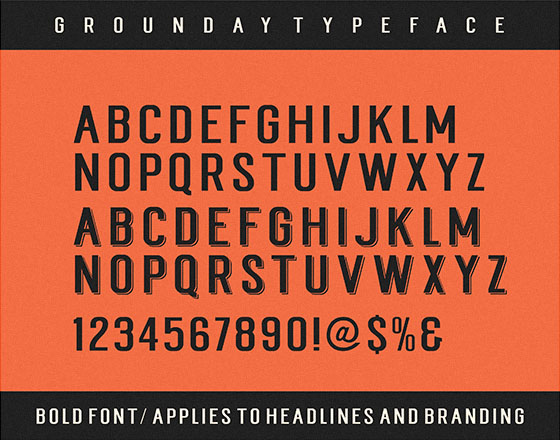 GROUNDAY TYPEFACE
ABCDEFGHIJKLM
NOPQRSTUVWXYZ
ABCDEFGHIJKLM
NOPQRSTUVWXYZ
1234567890!@$%&
BOLD FONT/ APPLIES TO HEADLINES AND BRANDING